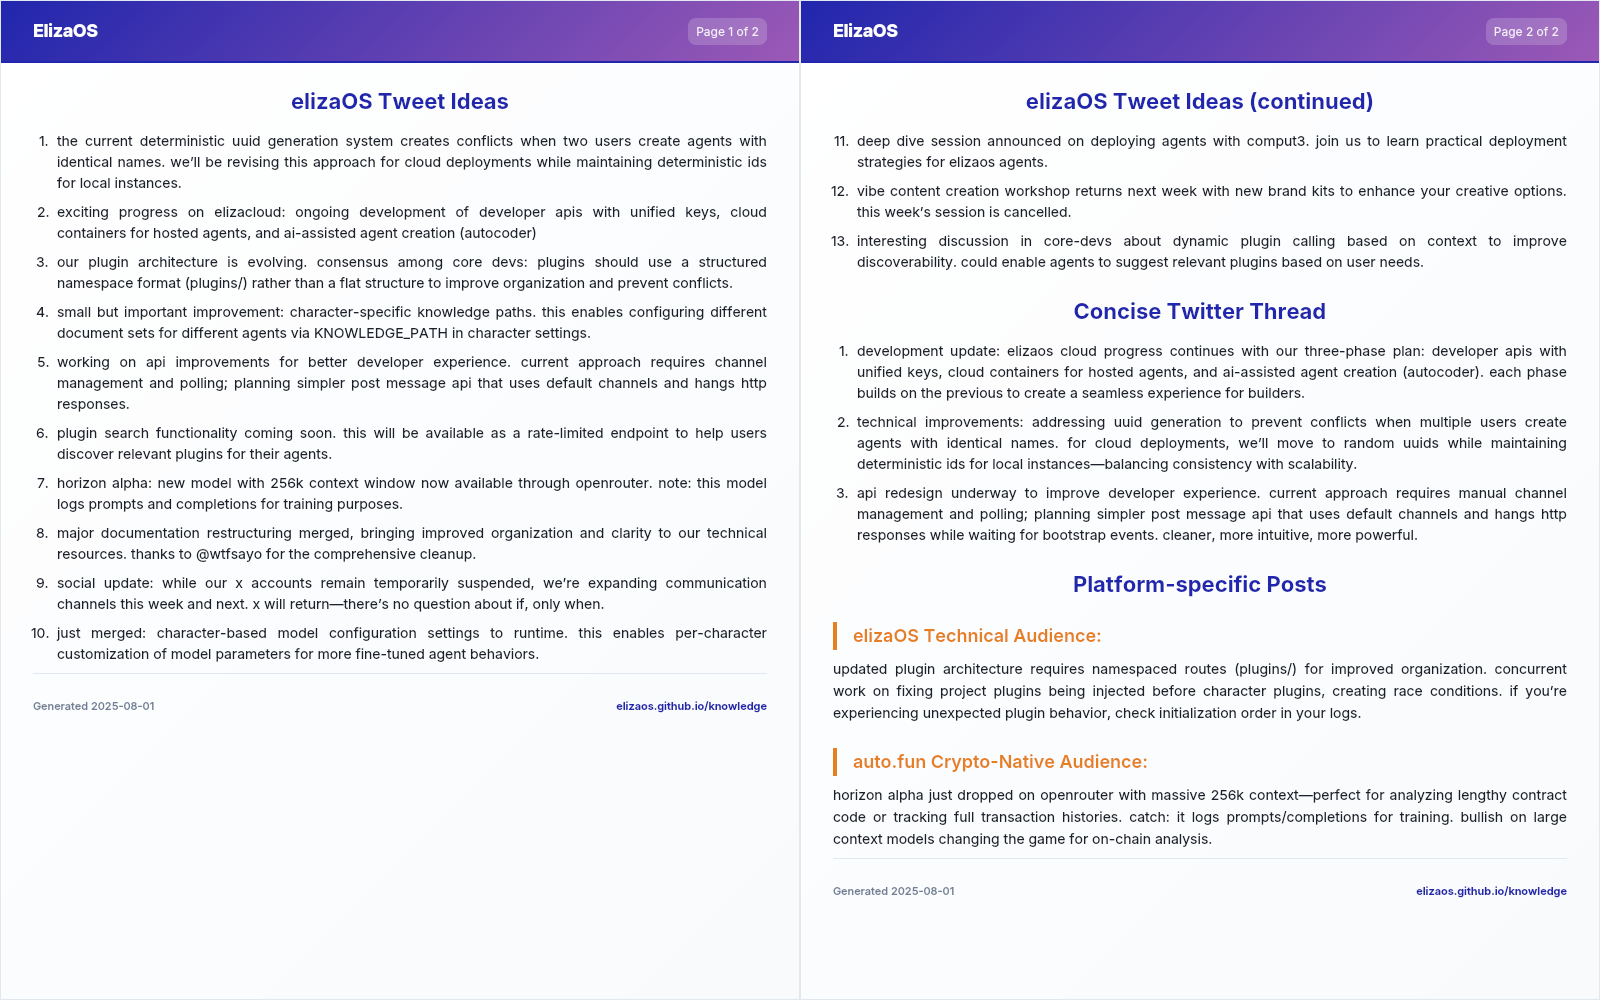 ElizaOS
Page 1 of 2
elizaOS Tweet Ideas
1. the current deterministic uuid generation system creates conflicts when two users create agents with
identical names. we’ll be revising this approach for cloud deployments while maintaining deterministic ids
for local instances.
2. exciting progress on elizacloud: ongoing development of developer apis with unified keys, cloud
containers for hosted agents, and ai-assisted agent creation (autocoder)
3. our plugin architecture is evolving. consensus among core devs: plugins should use a structured
namespace format (plugins/) rather than a flat structure to improve organization and prevent conflicts.
4. small but important improvement: character-specific knowledge paths. this enables configuring different
document sets for different agents via KNOWLEDGE_PATH in character settings.
5. working on api improvements for better developer experience. current approach requires channel
management and polling; planning simpler post message api that uses default channels and hangs http
responses.
6. plugin search functionality coming soon. this will be available as a rate-limited endpoint to help users
discover relevant plugins for their agents.
7. horizon alpha: new model with 256k context window now available through openrouter. note: this model
logs prompts and completions for training purposes.
8. major documentation restructuring merged, bringing improved organization and clarity to our technical
resources. thanks to @wtfsayo for the comprehensive cleanup.
9. social update: while our x accounts remain temporarily suspended, we’re expanding communication
channels this week and next. x will return—there’s no question about if, only when.
10. just merged: character-based model configuration settings to runtime. this enables per-character
customization of model parameters for more fine-tuned agent behaviors.
Generated 2025-08-01
elizaos.github.io/knowledge
ElizaOS
Page 2 of 2
elizaOS Tweet Ideas (continued)
11. deep dive session announced on deploying agents with comput3. join us to learn practical deployment
strategies for elizaos agents.
12. vibe content creation workshop returns next week with new brand kits to enhance your creative options.
this week’s session is cancelled.
13. interesting discussion in core-devs about dynamic plugin calling based on context to improve
discoverability. could enable agents to suggest relevant plugins based on user needs.
Concise Twitter Thread
1. development update: elizaos cloud progress continues with our three-phase plan: developer apis with
unified keys, cloud containers for hosted agents, and ai-assisted agent creation (autocoder). each phase
builds on the previous to create a seamless experience for builders.
2. technical improvements: addressing uuid generation to prevent conflicts when multiple users create
agents with identical names. for cloud deployments, we’ll move to random uuids while maintaining
deterministic ids for local instances—balancing consistency with scalability.
3. api redesign underway to improve developer experience. current approach requires manual channel
management and polling; planning simpler post message api that uses default channels and hangs http
responses while waiting for bootstrap events. cleaner, more intuitive, more powerful.
Platform-specific Posts
elizaOS Technical Audience:
updated plugin architecture requires namespaced routes (plugins/) for improved organization. concurrent
work on fixing project plugins being injected before character plugins, creating race conditions. if you’re
experiencing unexpected plugin behavior, check initialization order in your logs.
auto.fun Crypto-Native Audience:
horizon alpha just dropped on openrouter with massive 256k context—perfect for analyzing lengthy contract
code or tracking full transaction histories. catch: it logs prompts/completions for training. bullish on large
context models changing the game for on-chain analysis.
Generated 2025-08-01
elizaos.github.io/knowledge